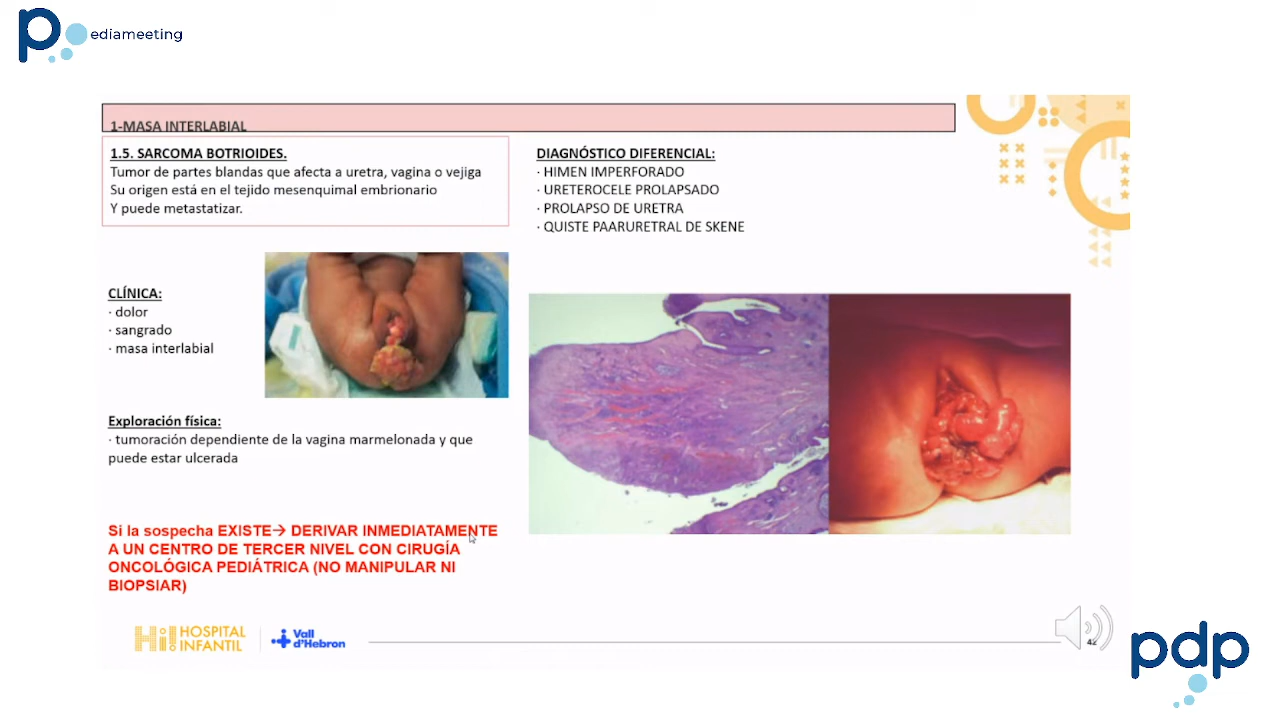 ediameeting
1-MASA INTERLABIAL
1.5. SARCOMA BOTRIOIDES.
Tumor de partes blandas que afecta a uretra, vagina o vejiga
Su origen está en el tejido mesenquimal embrionario
Y puede metastatizar.
DIAGNÓSTICO DIFERENCIAL:
· HIMEN IMPERFORADO
· URETEROCELE PROLAPSADO
· PROLAPSO DE URETRA
· QUISTE PAARURETRAL DE SKENE
CLÍNICA:
· dolor
· sangrado
· masa interlabial
Exploración física:
· tumoración dependiente de la vagina marmelonada y que
puede estar ulcerada
Si la sospecha EXISTE→ DERIVAR INMEDIATAMENTE
A UN CENTRO DE TERCER NIVEL CON CIRUGÍA
ONCOLÓGICA PEDIÁTRICA (NO MANIPULAR NI
BIOPSIAR)
Hi! HOSPITAL
INFANTIL
Vall
d'Hebron
42
pdp